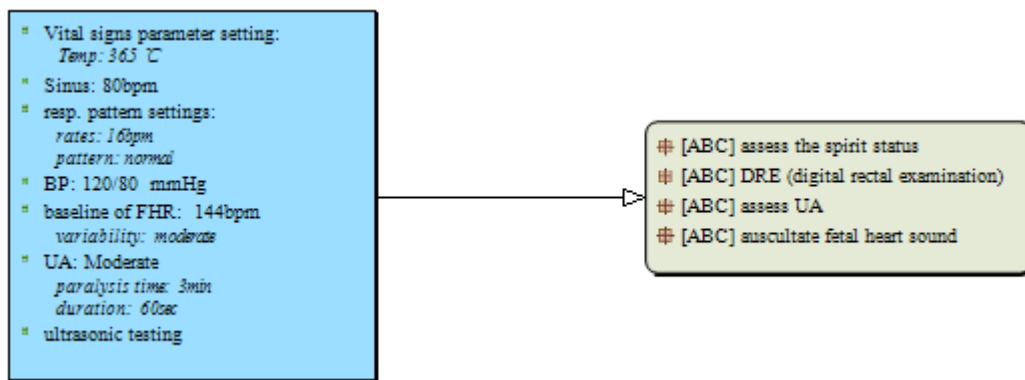 Vital signs parameter setting:
Temp: 365 ℃
Sinus: 80bpm
resp. pattern settings:
rates: 16bpm
pattern: normal
BP: 120/80 mmHg
baseline of FHR: 144bpm
variability: moderate
UA: Moderate
paralysis time: 3min
duration: 60sec
ultrasonic testing
[ABC] assess the spirit status
[ABC] DRE (digital rectal examination)
[ABC] assess UA
[ABC] auscultate fetal heart sound